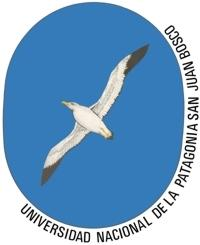 UNIVERSIDAD NACIONAL DE LA PATAGONIA SAN JUAN BOSCO